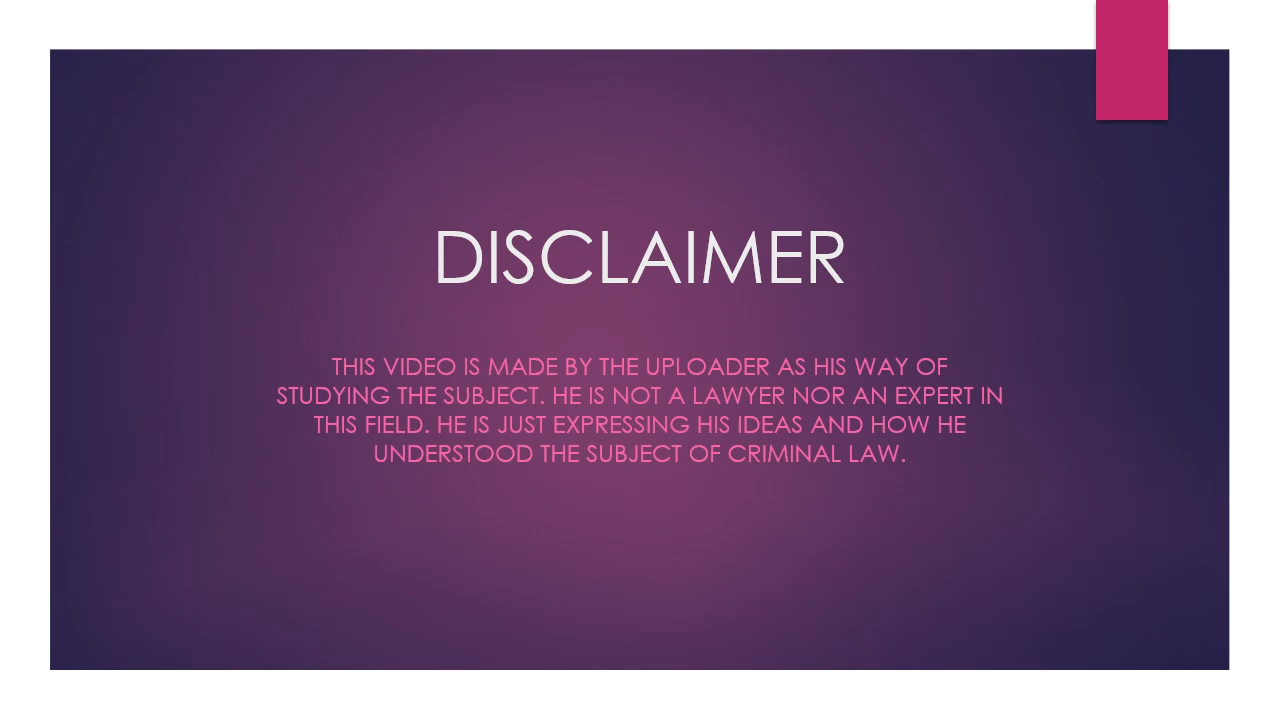 DISCLAIMER
THIS VIDEO IS MADE BY THE UPLOADER AS HIS WAY OF
STUDYING THE SUBJECT. HE IS NOT A LAWYER NOR AN EXPERT IN
THIS FIELD. HE IS JUST EXPRESSING HIS IDEAS AND HOW HE
UNDERSTOOD THE SUBJECT OF CRIMINAL LAW.